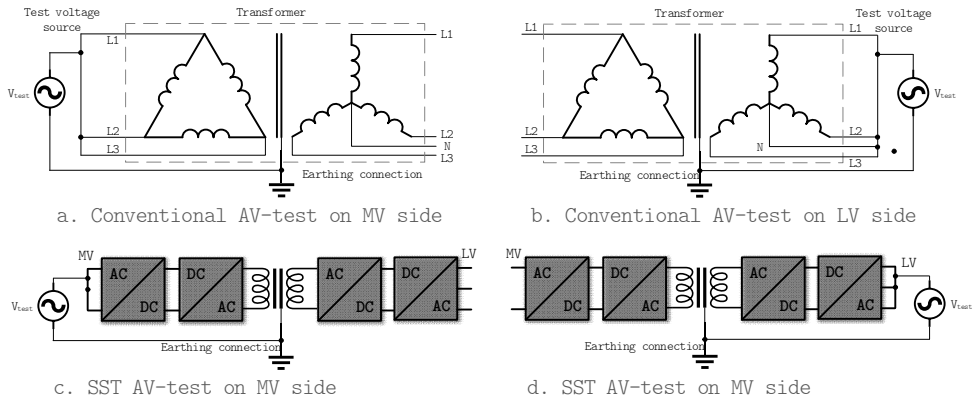 Test voltage
source
Transformer
L1
L1
Vtest
L2
L2
N
L3
L3
Earthing connection
a. Conventional AV-test on MV side
Transformer
Test voltage
source
L1
L1
Vtest
L2
L2
N
L3
L3
Earthing connection
b. Conventional AV-test on LV side
MV
AC
DC
DC
AC
AC
DC
DC
AC
LV
Vtest
Earthing connection
c. SST AV-test on MV side
MV
AC
DC
DC
AC
AC
DC
DC
AC
LV
Vtest
Earthing connection
d. SST AV-test on MV side